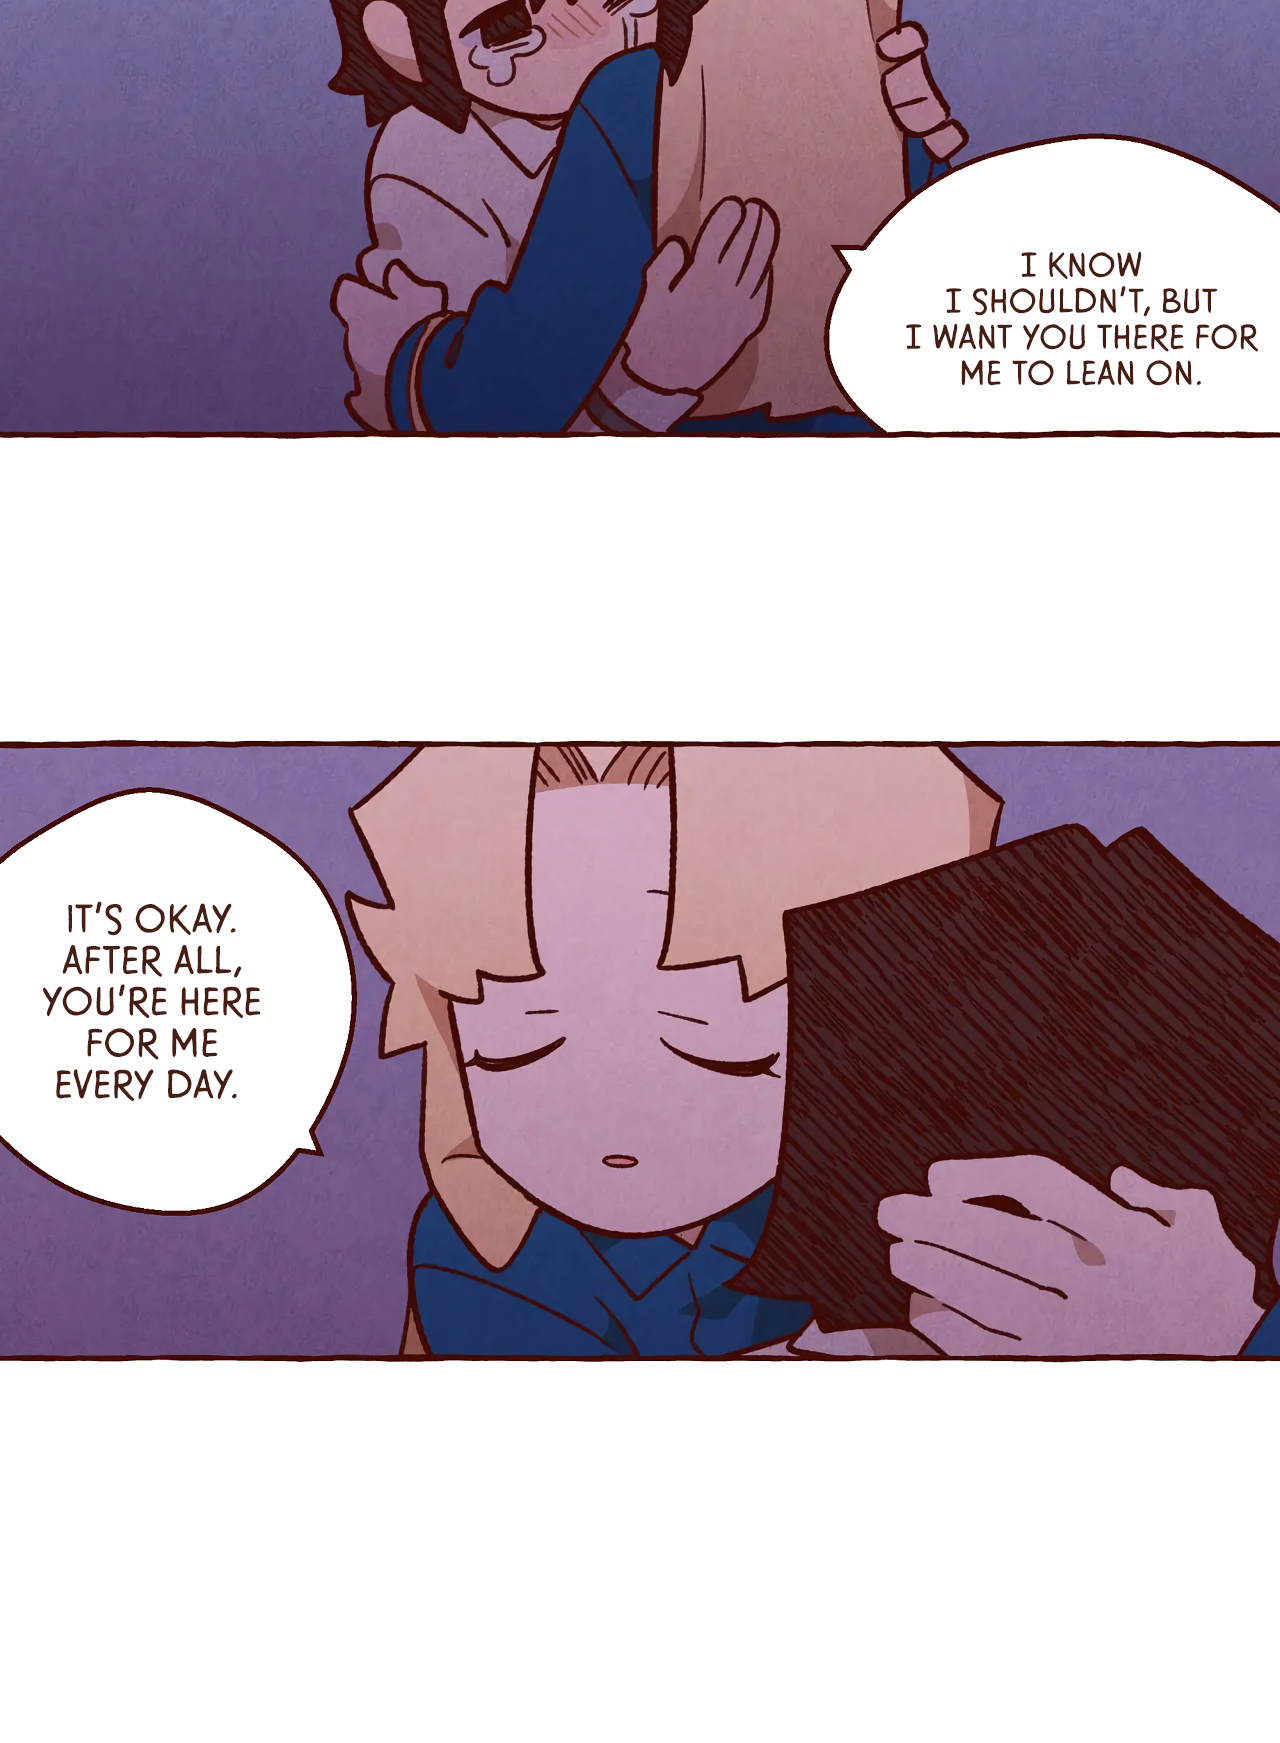 I KNOW
I SHOULDN'T, BUT
I WANT YOU THERE FOR
ME TO LEAN ON.
IT'S OKAY.
AFTER ALL,
YOU'RE HERE
FOR ME
EVERY DAY.